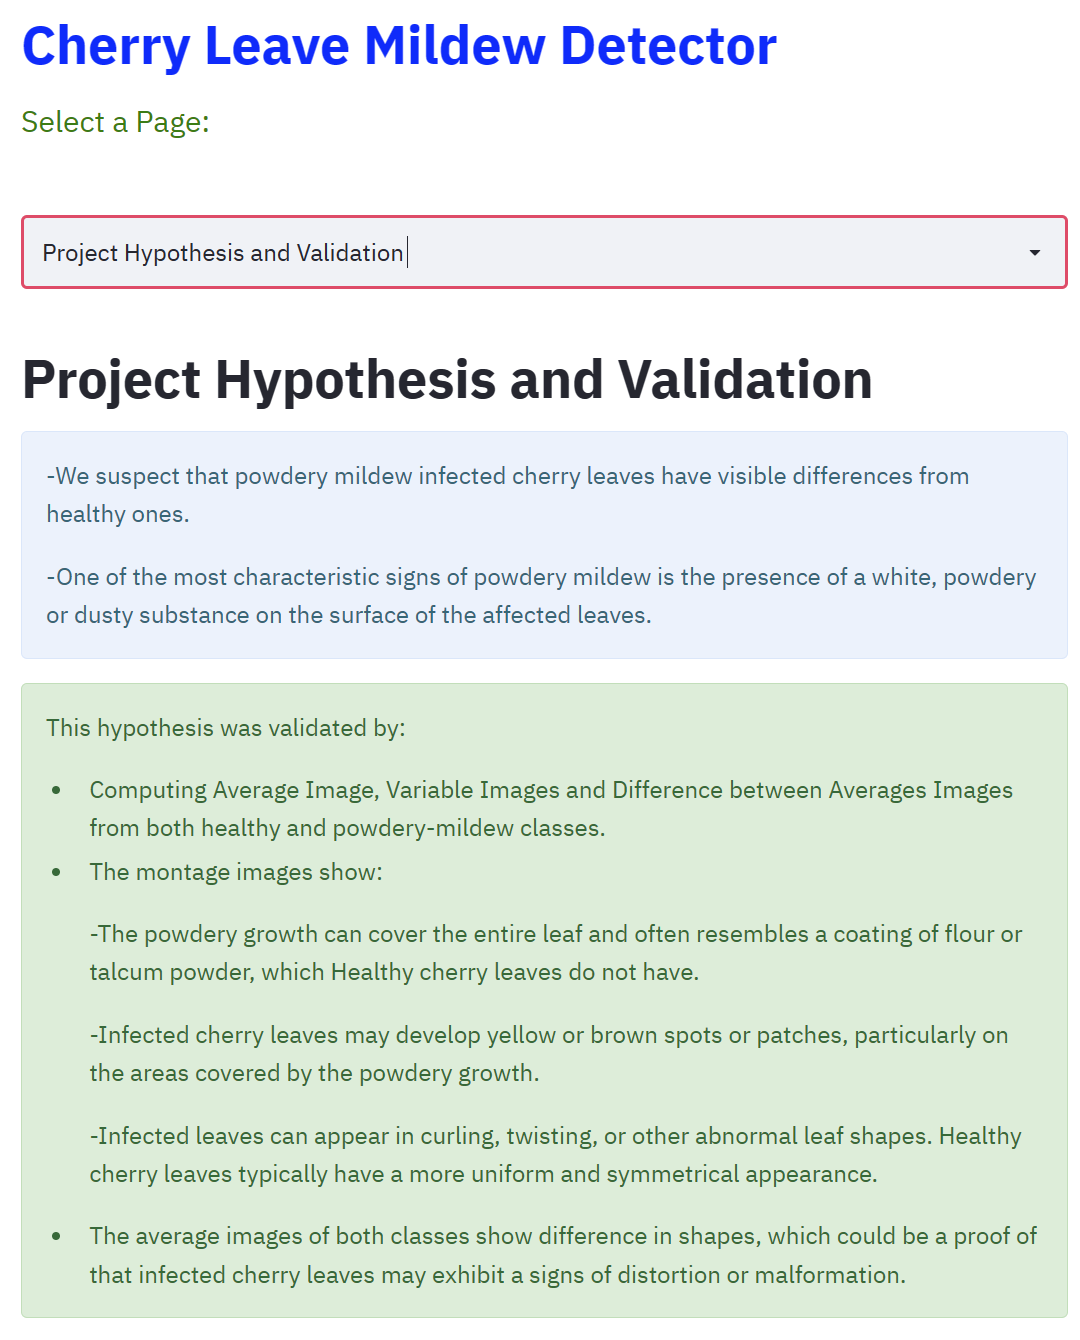 Cherry Leave Mildew Detector
Select a Page:
Project Hypothesis and Validation
Project Hypothesis and Validation
-We suspect that powdery mildew infected cherry leaves have visible differences from
healthy ones.
-One of the most characteristic signs of powdery mildew is the presence of a white, powdery
or dusty substance on the surface of the affected leaves.
This hypothesis was validated by:
• Computing Average Image, Variable Images and Difference between Averages Images
from both healthy and powdery-mildew classes.
• The montage images show:
-The powdery growth can cover the entire leaf and often resembles a coating of flour or
talcum powder, which Healthy cherry leaves do not have.
-Infected cherry leaves may develop yellow or brown spots or patches, particularly on
the areas covered by the powdery growth.
-Infected leaves can appear in curling, twisting, or other abnormal leaf shapes. Healthy
cherry leaves typically have a more uniform and symmetrical appearance.
• The average images of both classes show difference in shapes, which could be a proof of
that infected cherry leaves may exhibit a signs of distortion or malformation.